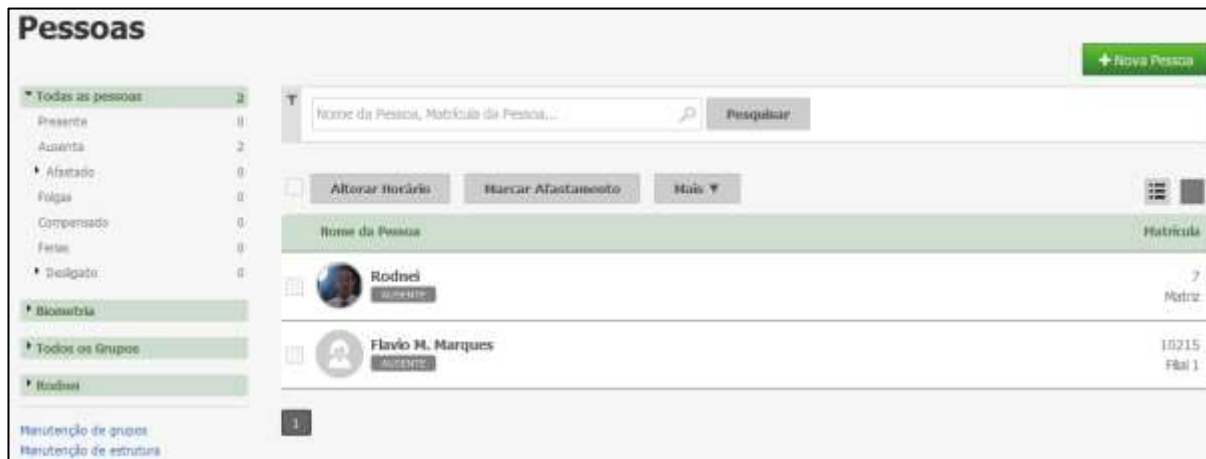 Pessoas
+ Nova Pessoa
Todas as pessoas 2
Presente 0
Ausente 2
Afastado 0
Folgas 0
Compensado 0
Ferias 0
Desligado 0
Biometria
Todos os Grupos
Rodnei
Manutenção de grupos
Manutenção de estrutura
Nome da Pessoa, Matrícula da Pessoa...
Pesquisar
Alterar Horário Marcar Afastamento Mais ▼
Nome da Pessoa Matrícula
Rodnei 7
AUSENTE Matriz
Flavio M. Marques 10215
AUSENTE Filial 1
1